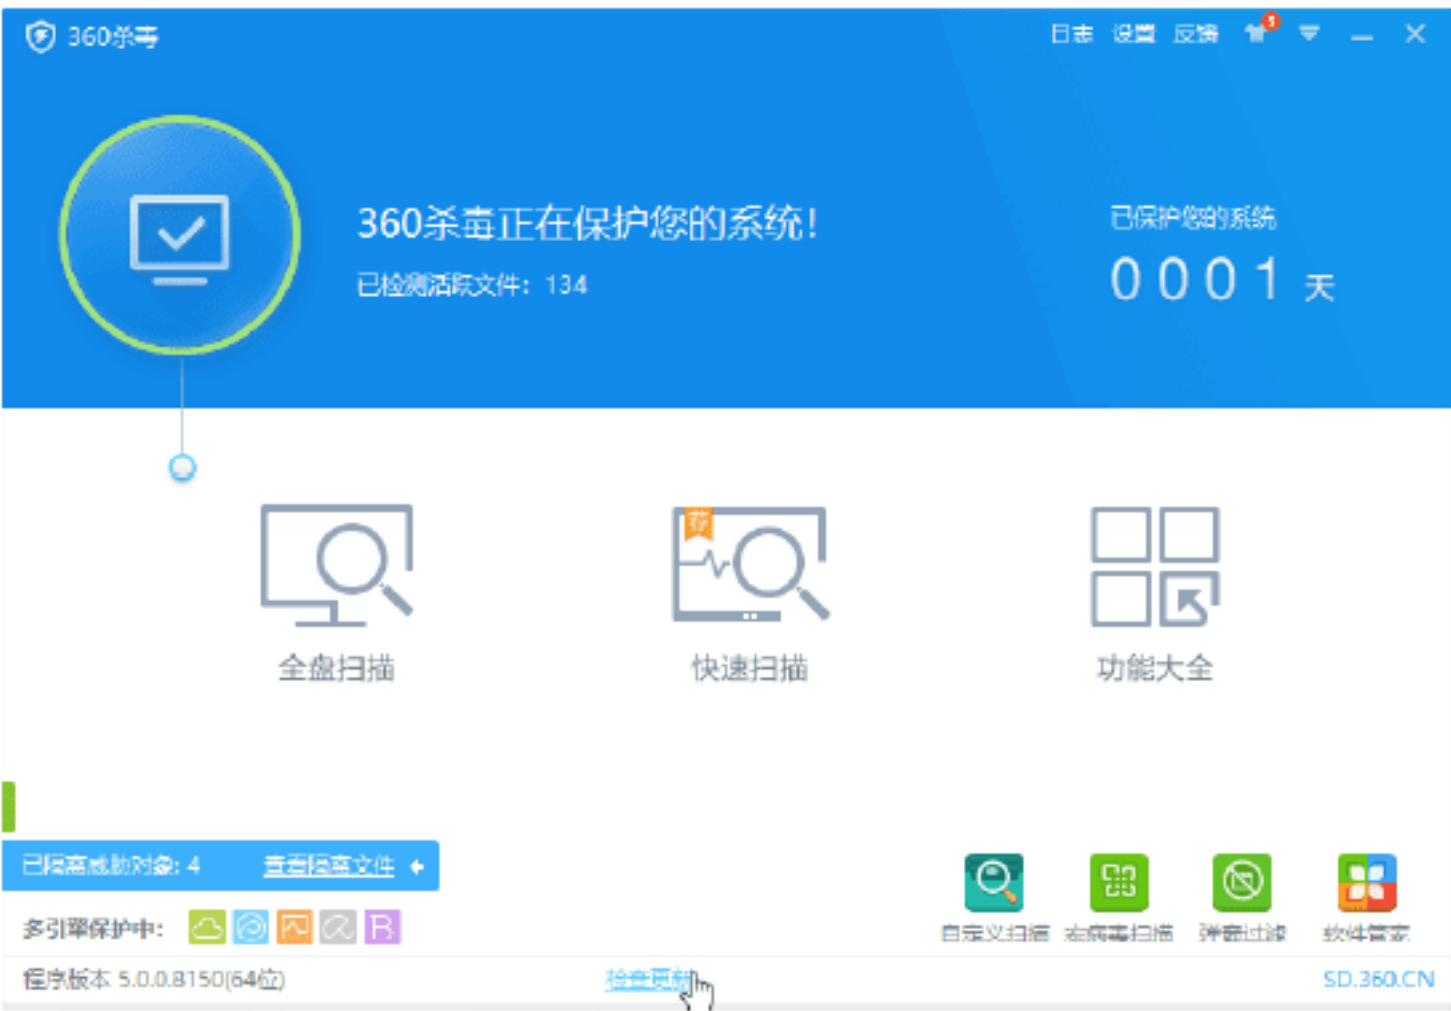 360杀毒
日志 设置 反馈 5
360杀毒正在保护您的系统!
已检测活跃文件: 134
已保护您的系统
0001 天
荐
全盘扫描
快速扫描
功能大全
已隔离威胁对象: 4 查看隔离文件
多引擎保护中:
自定义扫描 宏病毒扫描 弹窗过滤 软件管家
程序版本 5.0.0.8150(64位) 检查更新 SD.360.CN